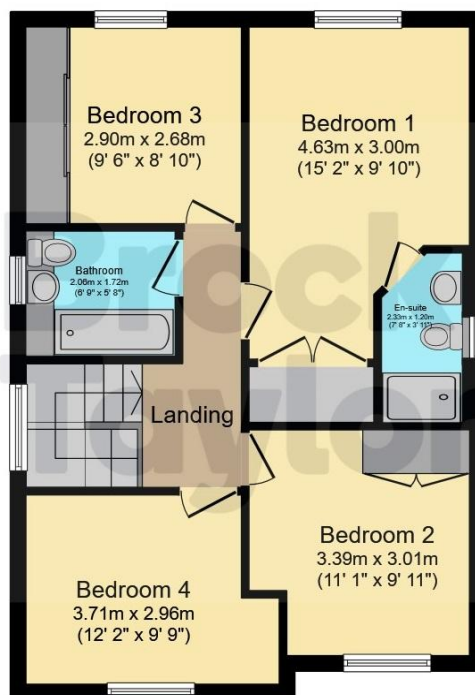 Bedroom 3
2.90m x 2.68m
(9' 6" x 8' 10")
Bedroom 1
4.63m x 3.00m
(15' 2" x 9' 10")
Bathroom
2.06m x 1.72m
(6' 9" x 5' 8")
En-suite
2.33m x 1.20m
(7' 8" x 3' 11")
Landing
Bedroom 2
3.39m x 3.01m
(11' 1" x 9' 11")
Bedroom 4
3.71m x 2.96m
(12' 2" x 9' 9")
Brock
Taylor